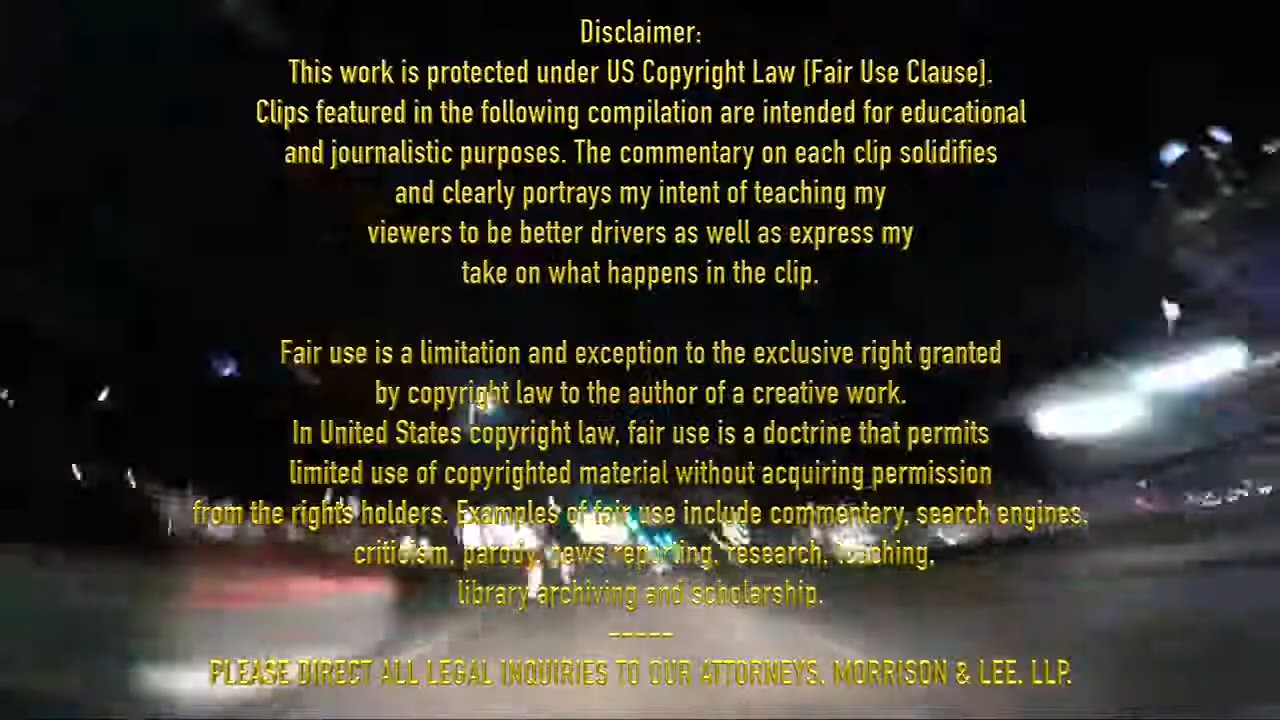 Disclaimer:
This work is protected under US Copyright Law [Fair Use Clause].
Clips featured in the following compilation are intended for educational
and journalistic purposes. The commentary on each clip solidifies
and clearly portrays my intent of teaching my
viewers to be better drivers as well as express my
take on what happens in the clip.
Fair use is a limitation and exception to the exclusive right granted
by copyright law to the author of a creative work.
In United States copyright law, fair use is a doctrine that permits
limited use of copyrighted material without acquiring permission
from the rights holders. Examples of fair use include commentary, search engines,
criticism, parody, news reporting, research, teaching,
library archiving and scholarship.
-----
PLEASE DIRECT ALL LEGAL INQUIRIES TO OUR ATTORNEYS, MORRISON & LEE, LLP.